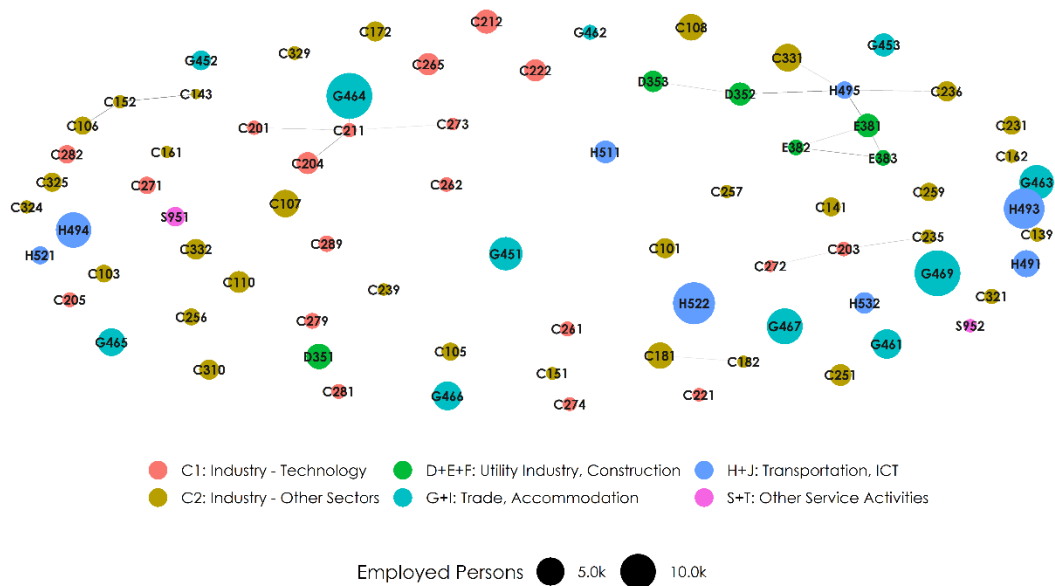 C212
C172
C108
G462
G453
C329
C331
G452
C265
C222
D353
H495
C236
C143
D352
G464
C152
C106
C201
C211
C273
E381
C231
E382
E383
C282
C161
C204
H511
C162
C325
C271
C262
G463
C257
C259
C324
S951
C107
C141
H493
H494
C139
C235
C289
C332
C101
C203
H521
G451
C272
H491
C103
C110
G469
C239
C205
H522
H532
C321
C256
C279
C261
G467
S952
G465
G461
D351
C105
C181
C182
C310
C151
C251
C281
G466
C274
C221
C1: Industry - Technology
D+E+F: Utility Industry, Construction
H+J: Transportation, ICT
C2: Industry - Other Sectors
G+I: Trade, Accommodation
S+T: Other Service Activities
Employed Persons
5.0k
10.0k